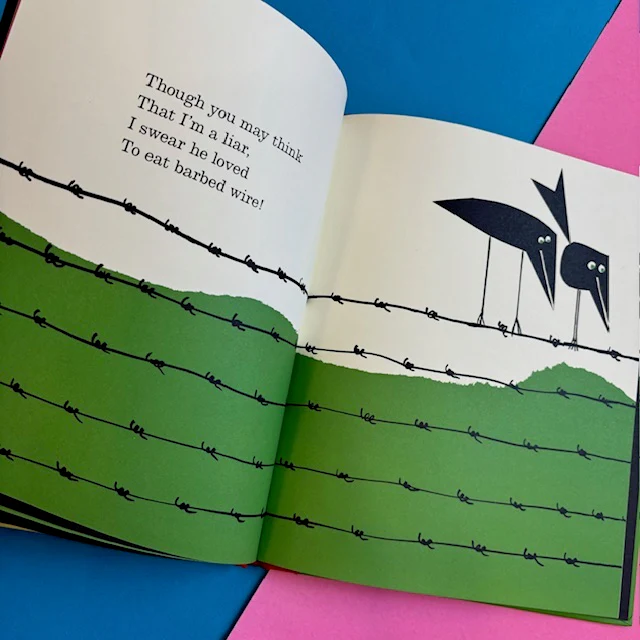 Though you may think
That I'm a liar,
I swear he loved
To eat barbed wire!